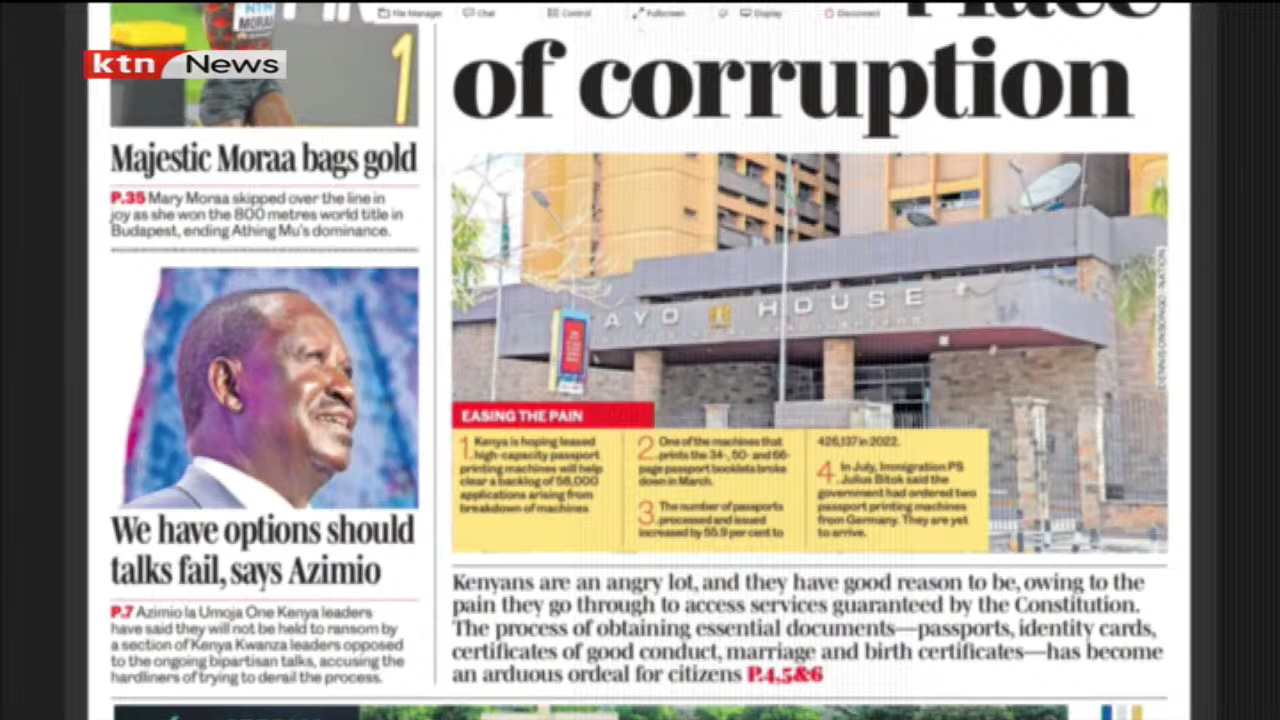 File Manager
Chat
Control
Fullscreen
Display
Disconnect
ktn News
NTN
MORAA
1
Place
of corruption
Majestic Moraa bags gold
P.35 Mary Moraa skipped over the line in
joy as she won the 800 metres world title in
Budapest, ending Athing Mu's dominance.
We have options should
talks fail, says Azimio
P.7 Azimio la Umoja One Kenya leaders
have said they will not be held to ransom by
a section of Kenya Kwanza leaders opposed
to the ongoing bipartisan talks, accusing the
hardliners of trying to derail the process.
AYO HOUSE
EASING THE PAIN
1. Kenya is hoping leased
high-capacity passport
printing machines will help
clear a backlog of 58,000
applications arising from
breakdown of machines
2. One of the machines that
prints the 34-, 50- and 66-
page passport booklets broke
down in March.
3. The number of passports
processed and issued
increased by 55.9 per cent to
426,137 in 2022.
4. In July, Immigration PS
Julius Bitok said the
government had ordered two
passport printing machines
from Germany. They are yet
to arrive.
Kenyans are an angry lot, and they have good reason to be, owing to the
pain they go through to access services guaranteed by the Constitution.
The process of obtaining essential documents—passports, identity cards,
certificates of good conduct, marriage and birth certificates—has become
an arduous ordeal for citizens P.4,5&6